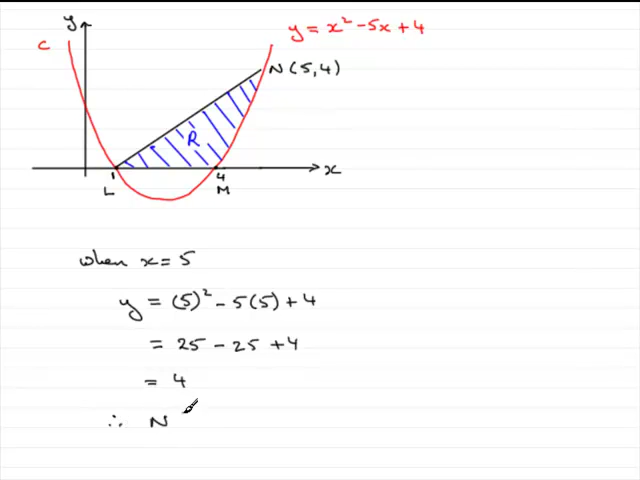 y
C
y = x² - 5x + 4
N (5, 4)
R
1
4
x
L
M
when x = 5
y = (5)² - 5(5) + 4
= 25 - 25 + 4
= 4
∴ N